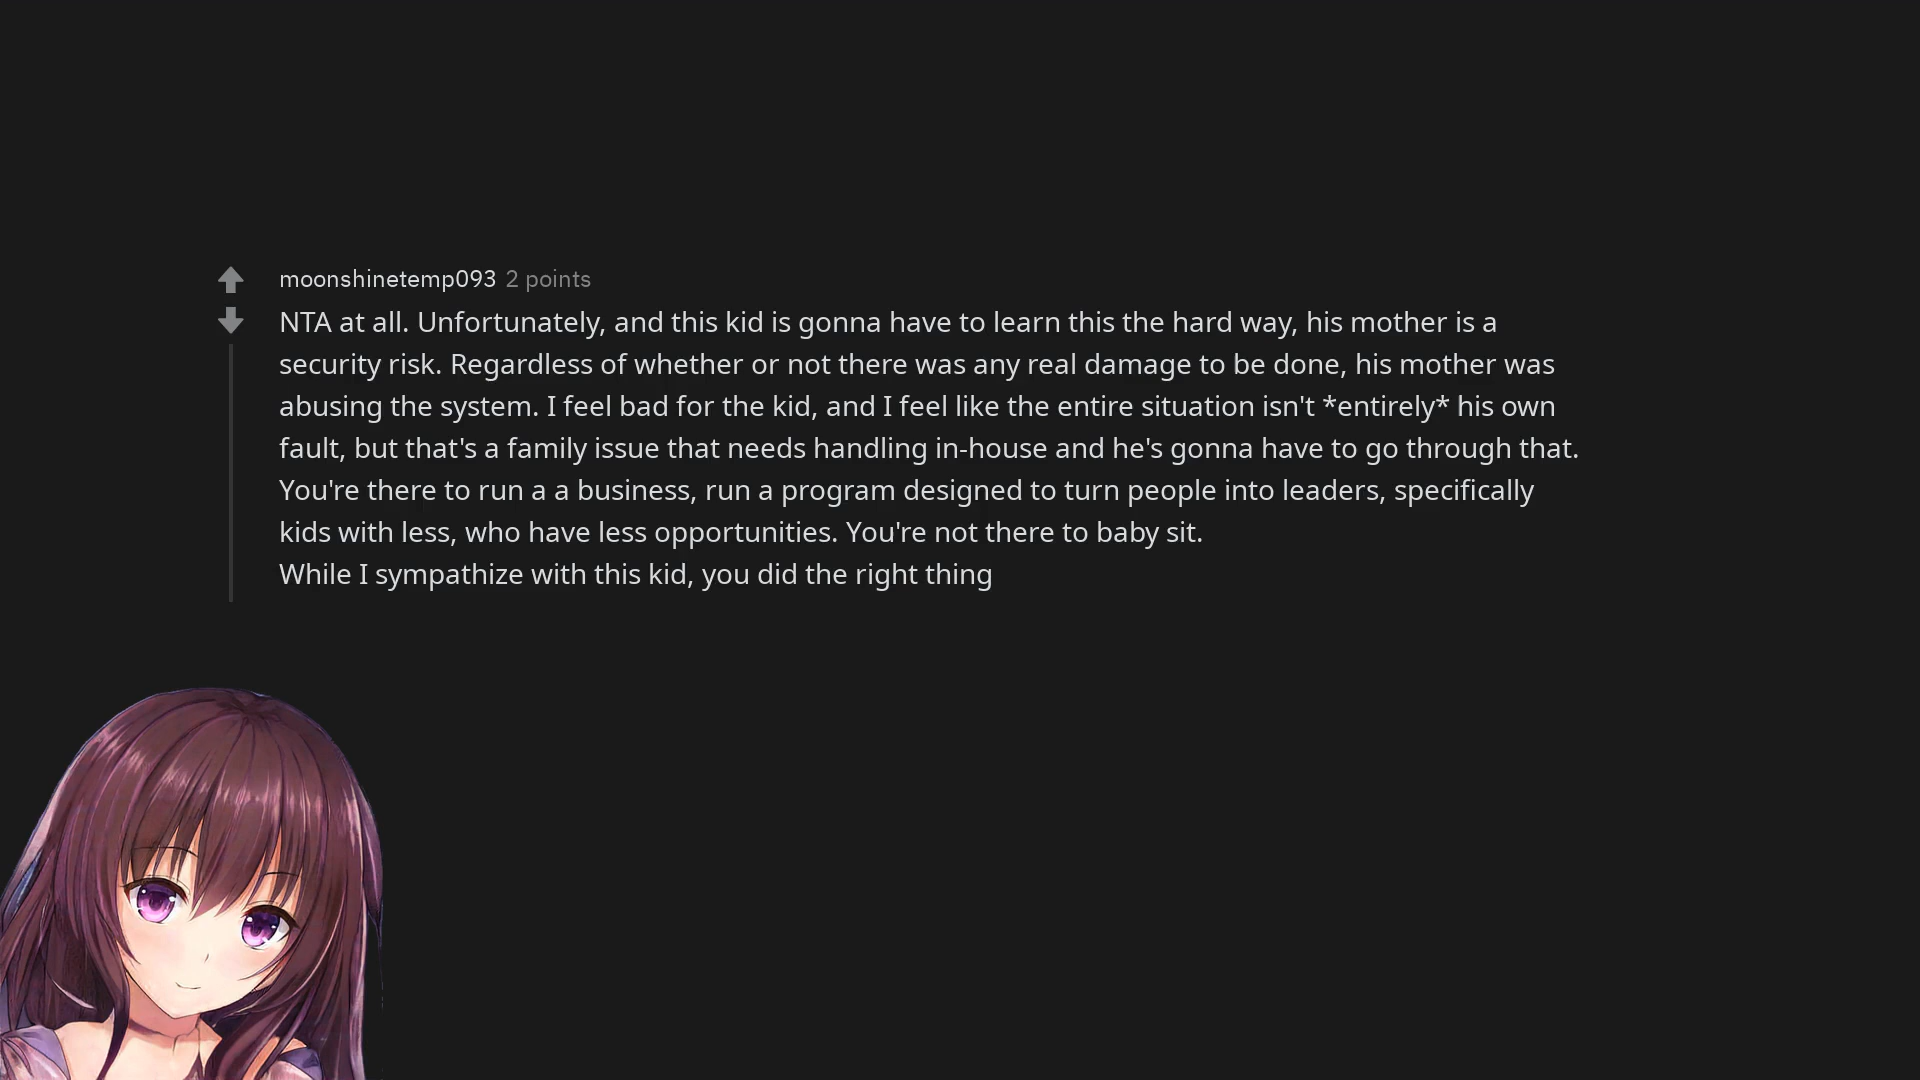 moonshinetemp093 2 points
NTA at all. Unfortunately, and this kid is gonna have to learn this the hard way, his mother is a
security risk. Regardless of whether or not there was any real damage to be done, his mother was
abusing the system. I feel bad for the kid, and I feel like the entire situation isn't *entirely* his own
fault, but that's a family issue that needs handling in-house and he's gonna have to go through that.
You're there to run a a business, run a program designed to turn people into leaders, specifically
kids with less, who have less opportunities. You're not there to baby sit.
While I sympathize with this kid, you did the right thing